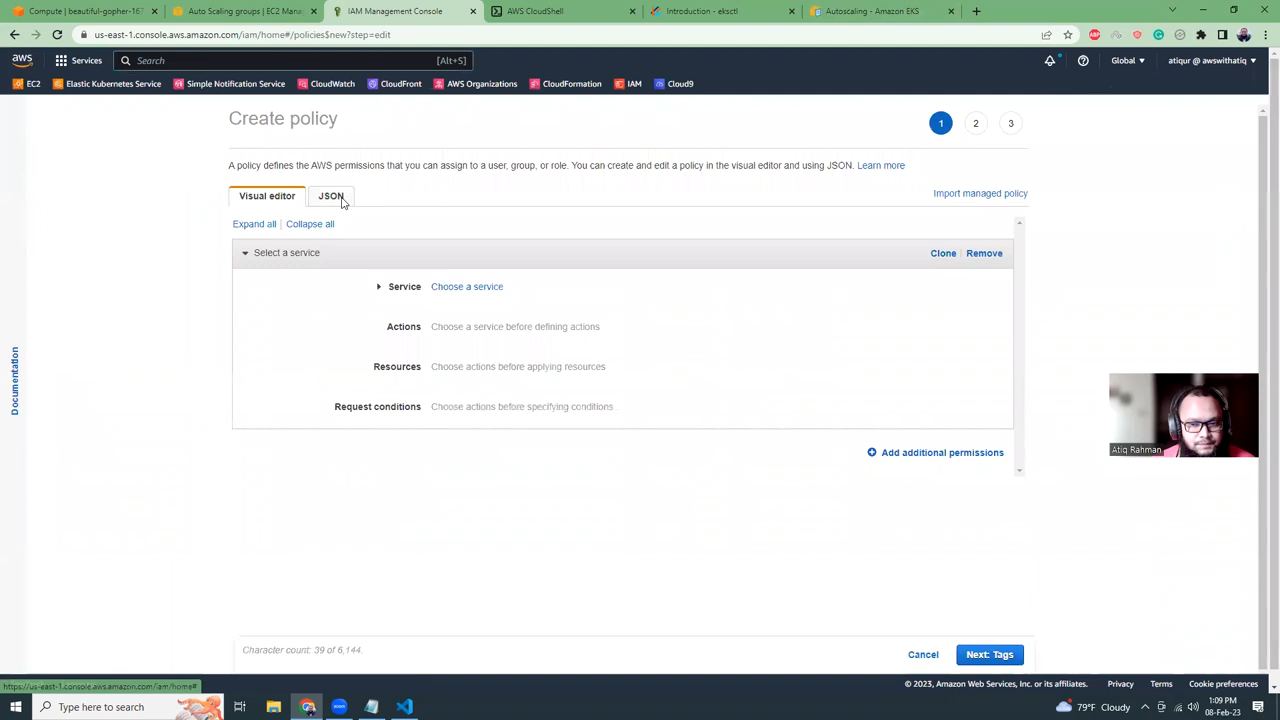 Compute | beautiful-gopher-167
Auto Scaling groups | EC2 Mana
IAM Management Console
AWS CloudShell
Introduction - eksctl
Autoscaling - Amazon EKS
us-east-1.console.aws.amazon.com/iam/home#/policies$new?step=edit
aws
Services
Search
[Alt+S]
Global
atiqur @ awswithatiq
EC2
Elastic Kubernetes Service
Simple Notification Service
CloudWatch
CloudFront
AWS Organizations
CloudFormation
IAM
Cloud9
Create policy
1
2
3
A policy defines the AWS permissions that you can assign to a user, group, or role. You can create and edit a policy in the visual editor and using JSON. Learn more
Visual editor
JSON
Import managed policy
Expand all | Collapse all
Select a service
Clone | Remove
Service Choose a service
Actions Choose a service before defining actions
Resources Choose actions before applying resources
Request conditions Choose actions before specifying conditions
Add additional permissions
Documentation
Atiq Rahman
Character count: 39 of 6,144.
Cancel
Next: Tags
https://us-east-1.console.aws.amazon.com/iam/home#
© 2023, Amazon Web Services, Inc. or its affiliates.
Privacy
Terms
Cookie preferences
Type here to search
zoom
79°F Cloudy
1:09 PM
08-Feb-23